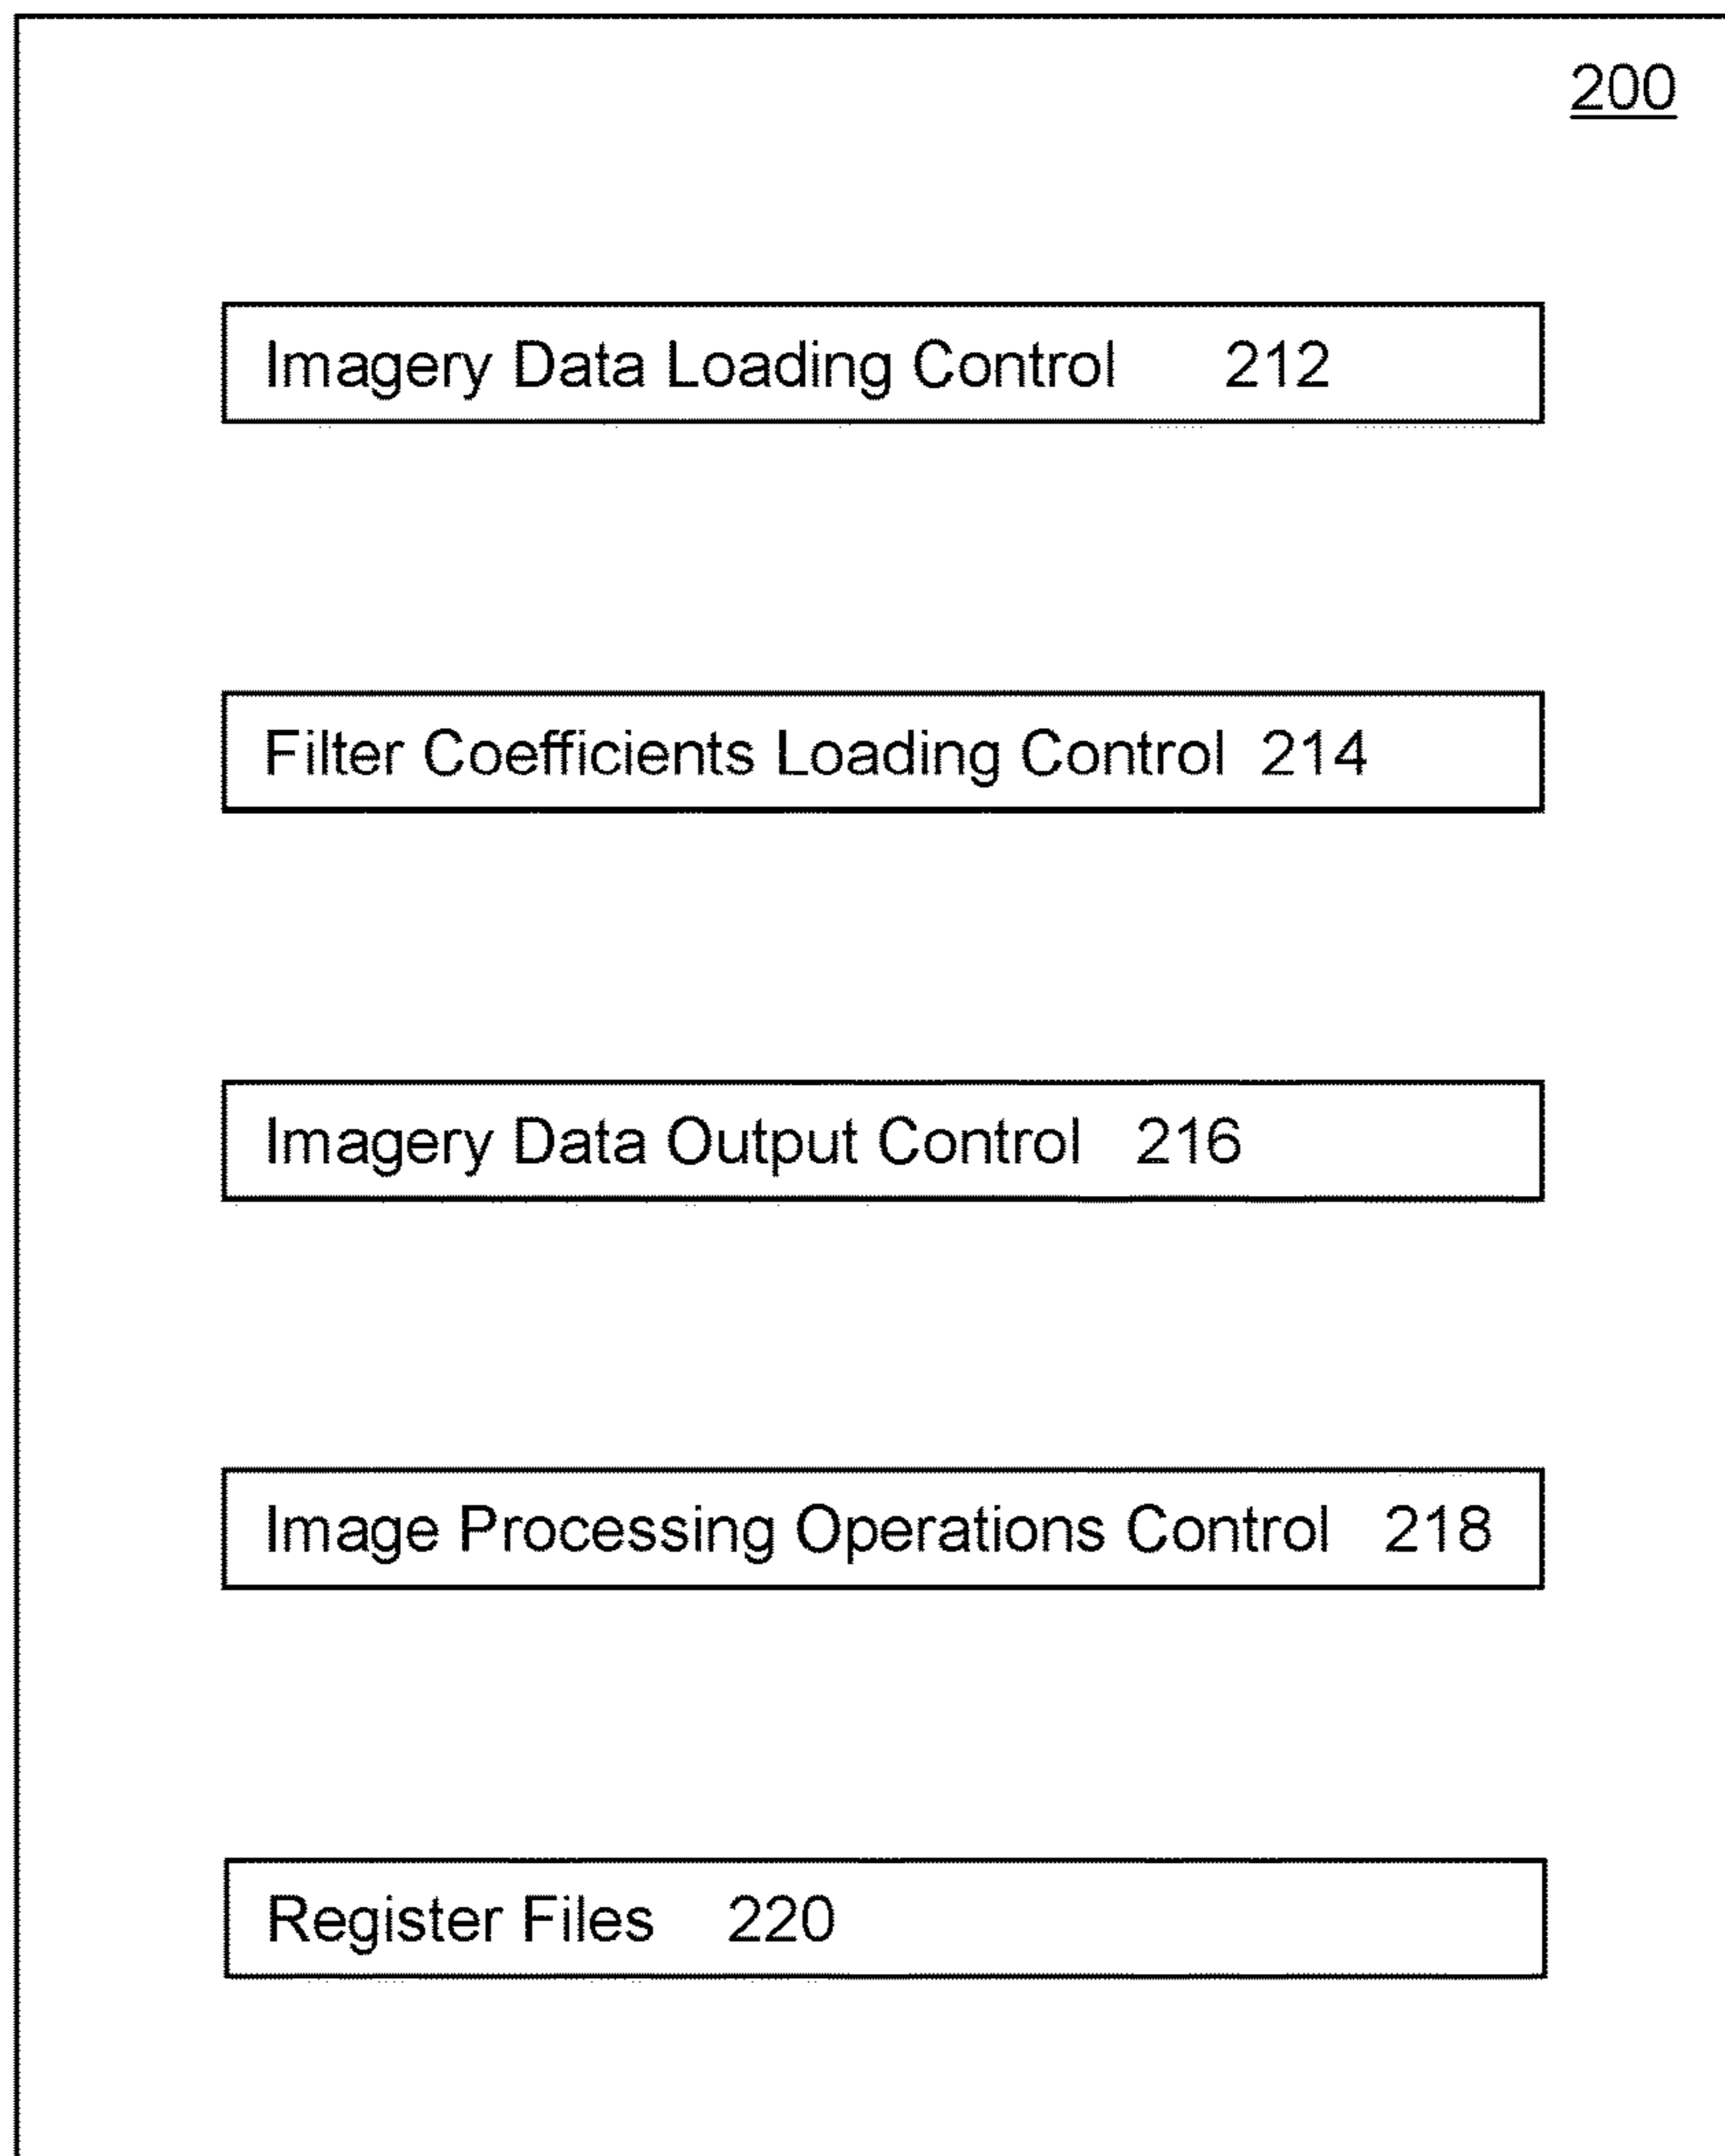 200
Imagery Data Loading Control 212
Filter Coefficients Loading Control 214
Imagery Data Output Control 216
Image Processing Operations Control 218
Register Files 220